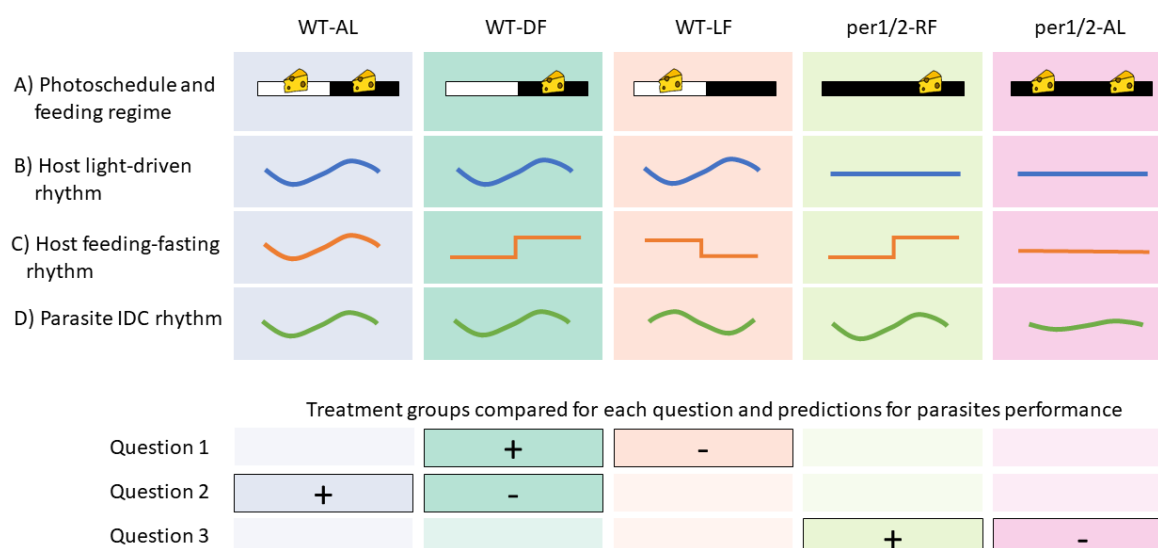 WT-AL WT-DF WT-LF per1/2-RF per1/2-AL
A) Photoschedule and
feeding regime
B) Host light-driven
rhythm
C) Host feeding-fasting
rhythm
D) Parasite IDC rhythm
Treatment groups compared for each question and predictions for parasites performance
Question 1 + -
Question 2 + -
Question 3 + -